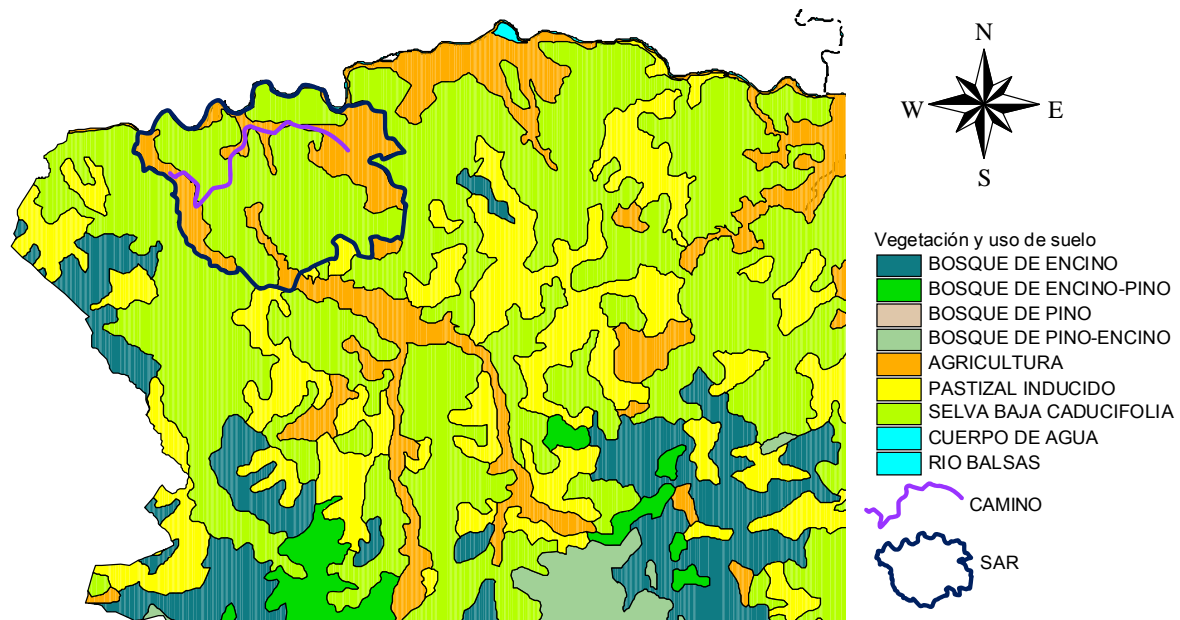 N
W E
S
Vegetación y uso de suelo
BOSQUE DE ENCINO
BOSQUE DE ENCINO-PINO
BOSQUE DE PINO
BOSQUE DE PINO-ENCINO
AGRICULTURA
PASTIZAL INDUCIDO
SELVA BAJA CADUCIFOLIA
CUERPO DE AGUA
RIO BALSAS
CAMINO
SAR